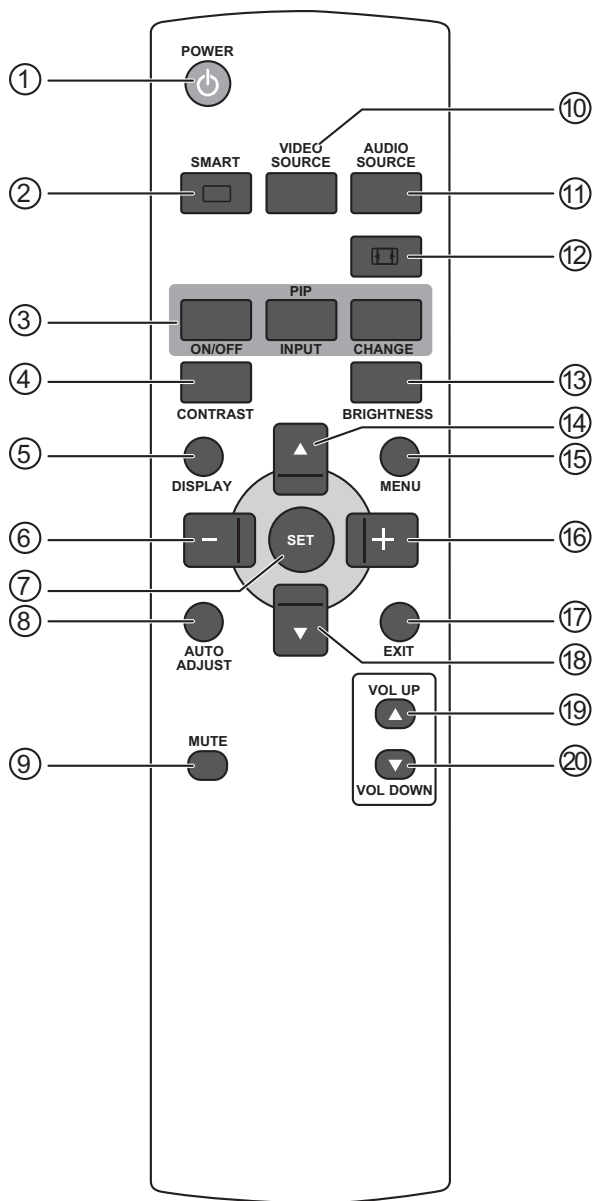 POWER
①
⑩
SMART
VIDEO
SOURCE
AUDIO
SOURCE
②
⑪
⑫
PIP
③
ON/OFF
INPUT
CHANGE
④
⑬
CONTRAST
BRIGHTNESS
⑭
⑤
⑮
DISPLAY
MENU
⑥
SET
⑯
⑦
⑧
⑰
AUTO
ADJUST
EXIT
⑱
VOL UP
⑲
MUTE
⑨
⑳
VOL DOWN